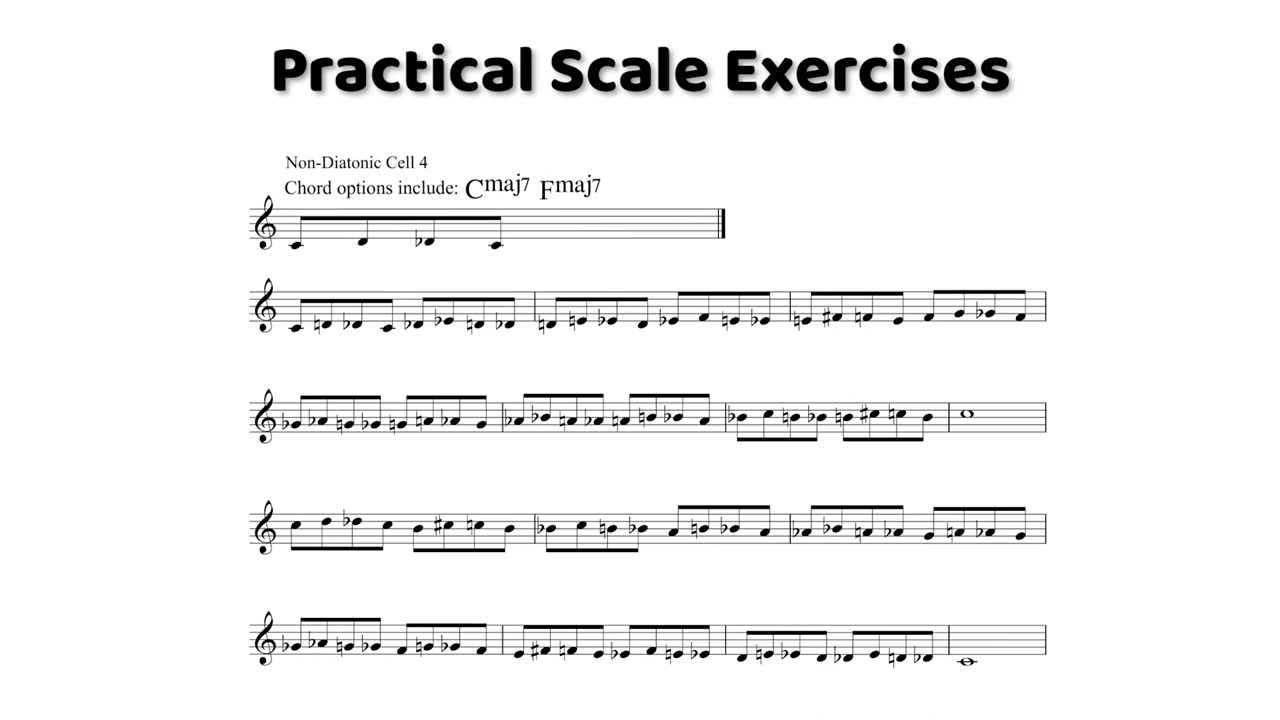 Practical Scale Exercises
Non-Diatonic Cell 4
Chord options include: Cmaj7 Fmaj7